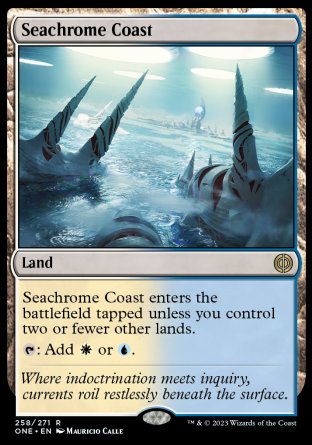 Seachrome Coast
Land
Seachrome Coast enters the
battlefield tapped unless you control
two or fewer other lands.
: Add or .
Where indoctrination meets inquiry,
currents roil restlessly beneath the surface.
258/271 R
ONE • EN Mauricio Calle
™ & © 2023 Wizards of the Coast